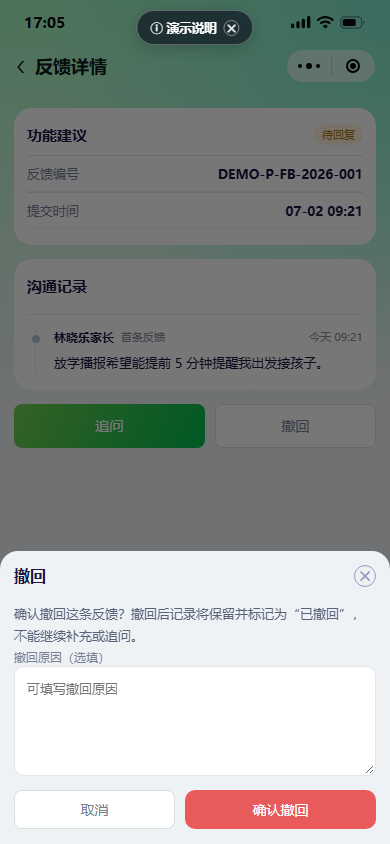 17:05
演示说明
反馈详情
功能建议 待回复
反馈编号 DEMO-P-FB-2026-001
提交时间 07-02 09:21
沟通记录
林晓乐家长 首条反馈 今天 09:21
放学播报希望能提前 5 分钟提醒我出发接孩子。
追问 撤回
撤回
确认撤回这条反馈？撤回后记录将保留并标记为“已撤回”，
不能继续补充或追问。
撤回原因（选填）
可填写撤回原因
取消 确认撤回